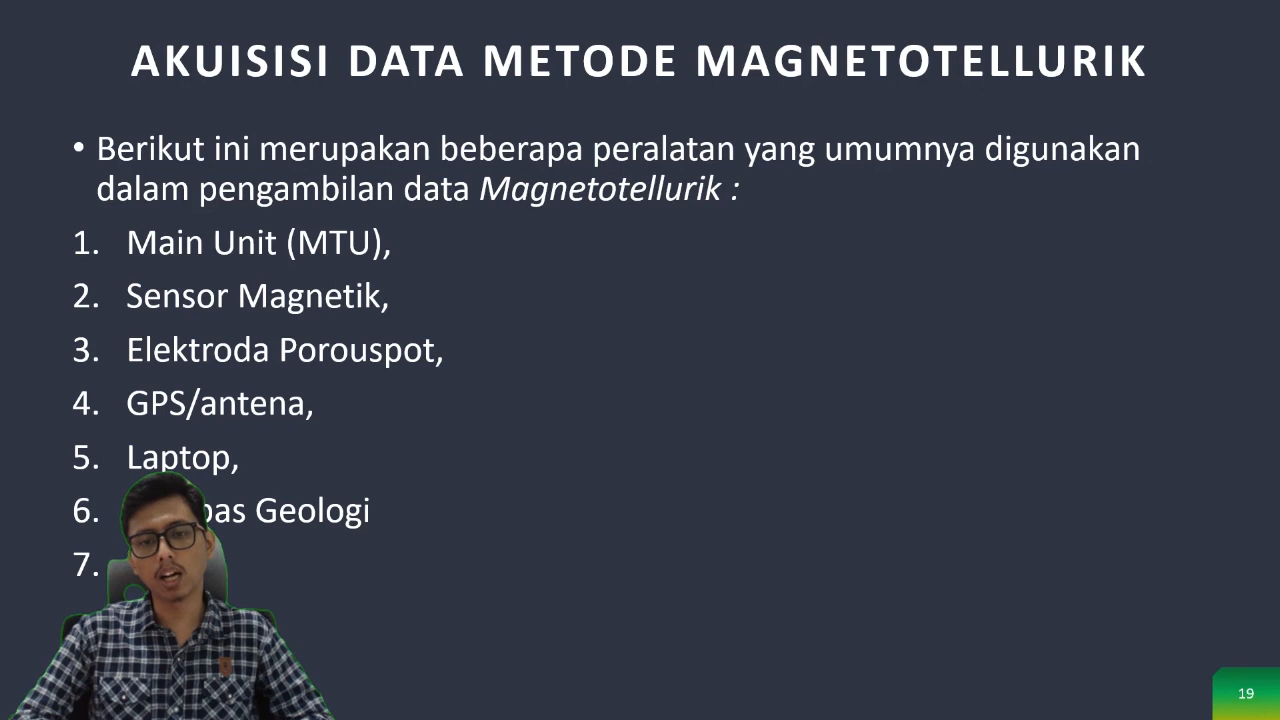 AKUISISI DATA METODE MAGNETOTELLURIK
• Berikut ini merupakan beberapa peralatan yang umumnya digunakan
dalam pengambilan data Magnetotellurik :
1. Main Unit (MTU),
2. Sensor Magnetik,
3. Elektroda Porouspot,
4. GPS/antena,
5. Laptop,
6. Geologi
7.
19